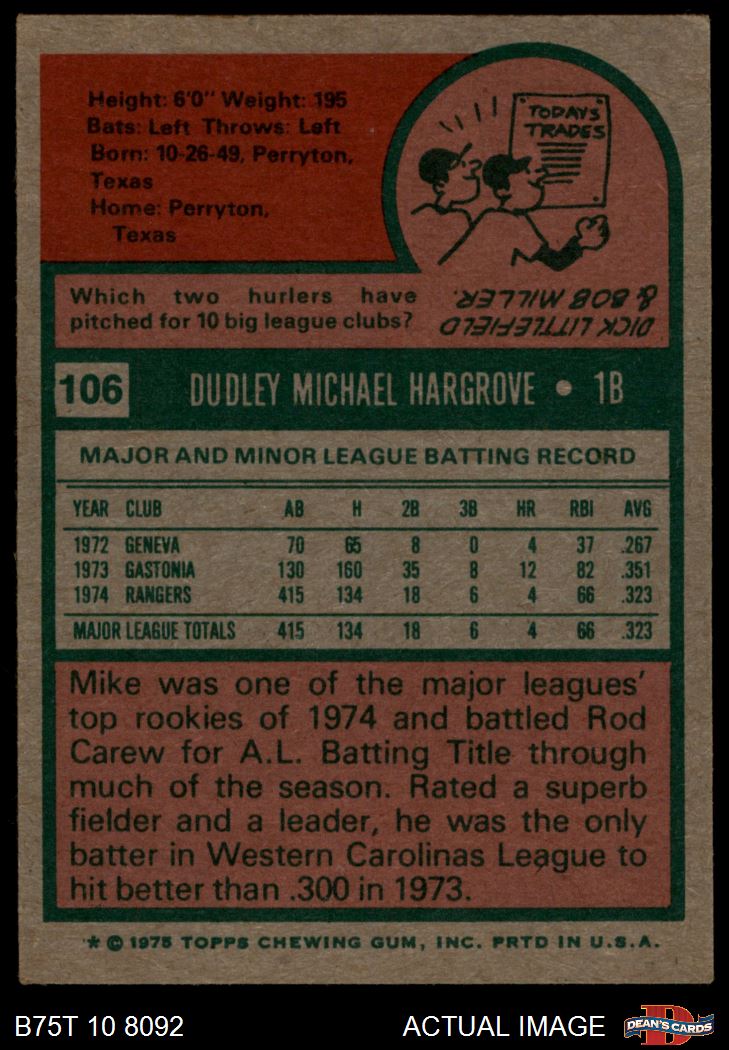 Height: 6'0" Weight: 195
Bats: Left Throws: Left
Born: 10-26-49, Perryton,
Texas
Home: Perryton,
Texas
TODAYS
TRADES
Which two hurlers have
pitched for 10 big league clubs?
DICK LITTLEFIELD
& BOB MILLER.
106 DUDLEY MICHAEL HARGROVE • 1B
MAJOR AND MINOR LEAGUE BATTING RECORD
YEAR CLUB AB H 2B 3B HR RBI AVG
1972 GENEVA 70 65 8 0 4 37 .267
1973 GASTONIA 130 160 35 8 12 82 .351
1974 RANGERS 415 134 18 6 4 66 .323
MAJOR LEAGUE TOTALS 415 134 18 6 4 66 .323
Mike was one of the major leagues'
top rookies of 1974 and battled Rod
Carew for A.L. Batting Title through
much of the season. Rated a superb
fielder and a leader, he was the only
batter in Western Carolinas League to
hit better than .300 in 1973.
* © 1975 TOPPS CHEWING GUM, INC. PRTD IN U.S.A.
B75T 10 8092 ACTUAL IMAGE
D
DEAN'S CARDS